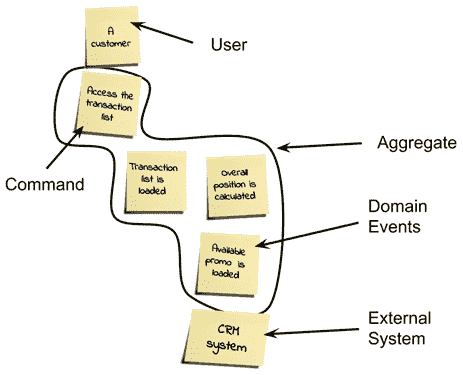 A
customer
User
Access the
transaction
list
Aggregate
Transaction
list is
loaded
Overall
position is
calculated
Command
Domain
Events
Available
promo is
loaded
CRM
system
External
System